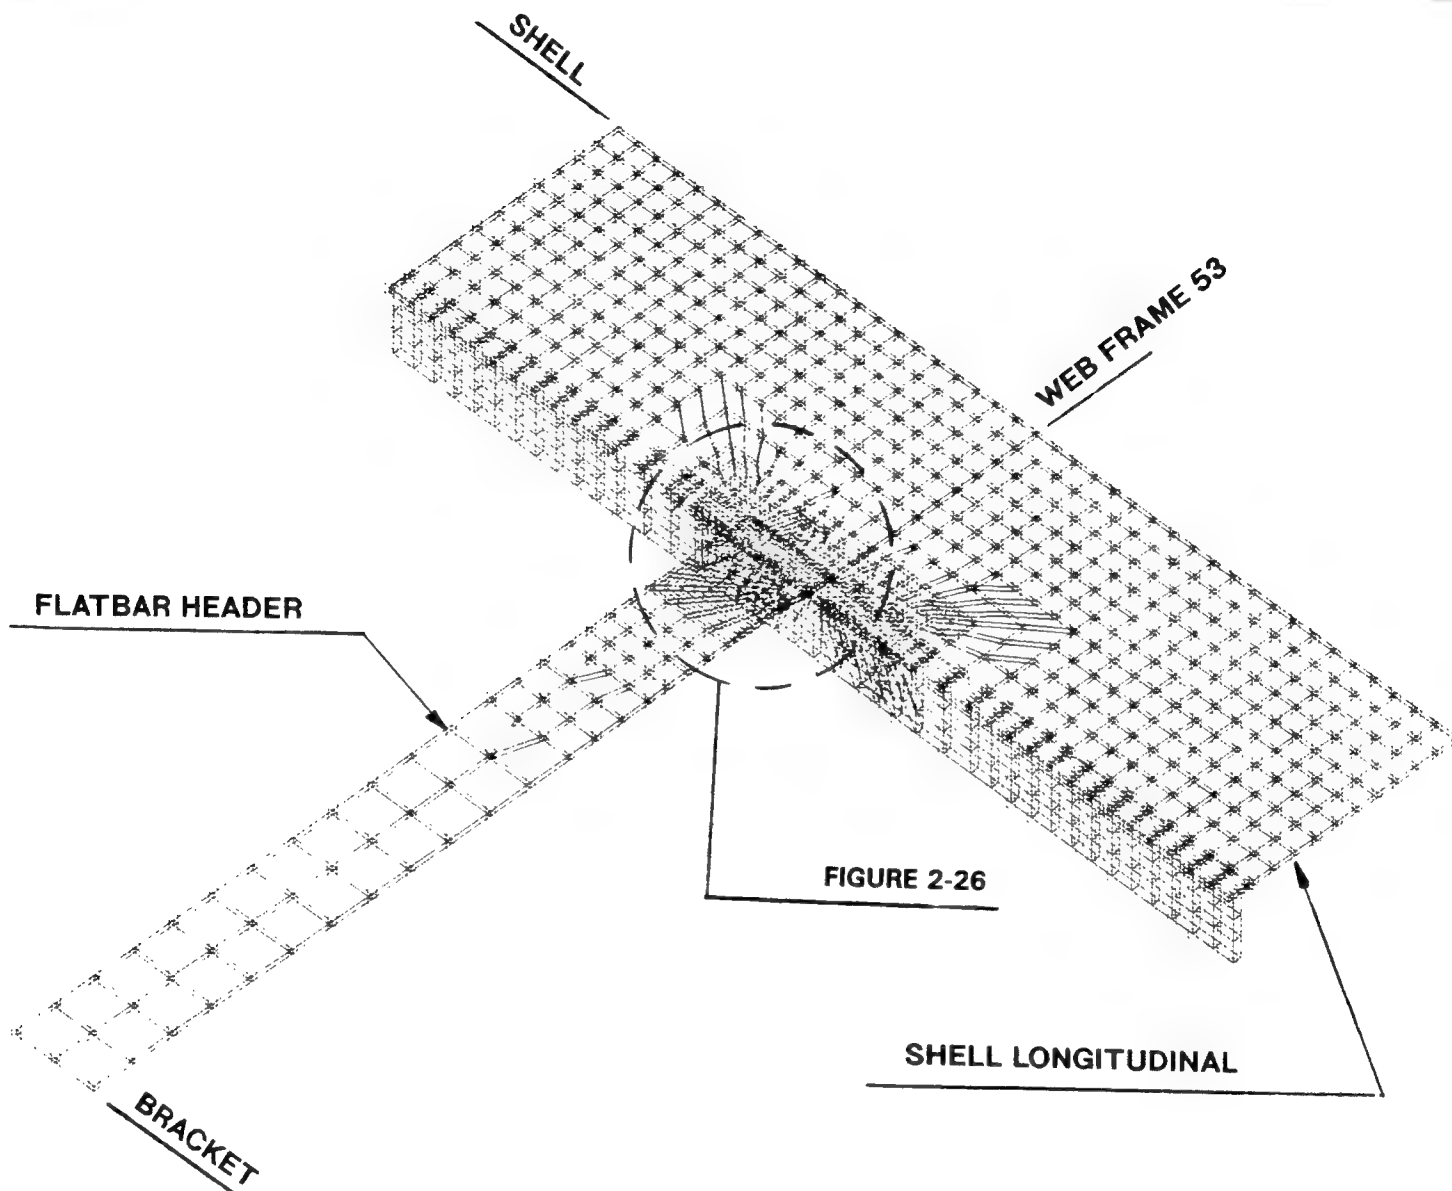 SHELL
WEB FRAME 53
FLATBAR HEADER
FIGURE 2-26
SHELL LONGITUDINAL
BRACKET